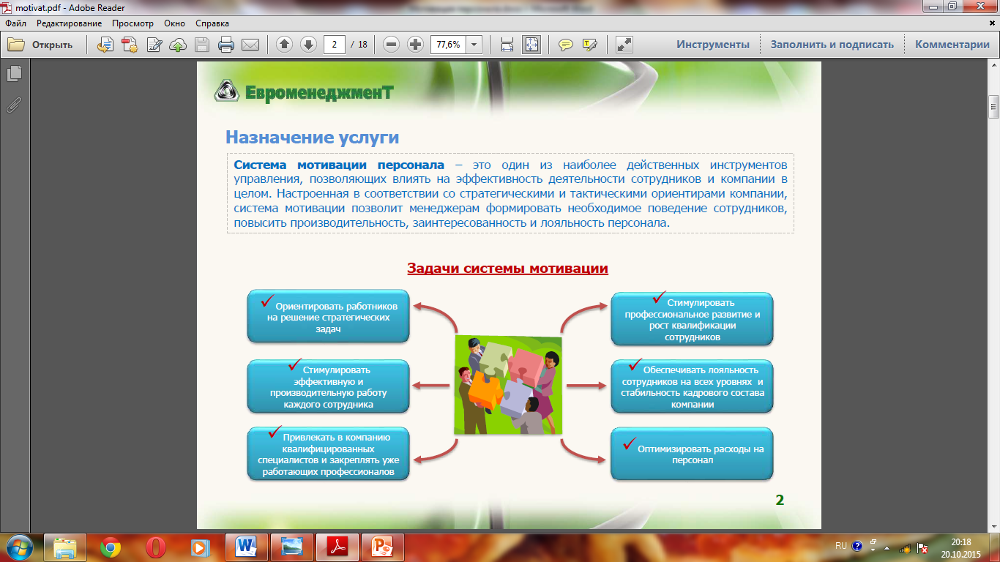 motivat.pdf - Adobe Reader
Файл Редактирование Просмотр Окно Справка
Открыть 2 / 18 77,6% Инструменты Заполнить и подписать Комментарии
ЕвроменеджменТ
Назначение услуги
Система мотивации персонала – это один из наиболее действенных инструментов
управления, позволяющих влиять на эффективность деятельности сотрудников и компании в
целом. Настроенная в соответствии со стратегическими и тактическими ориентирами компании,
система мотивации позволит менеджерам формировать необходимое поведение сотрудников,
повысить производительность, заинтересованность и лояльность персонала.
Задачи системы мотивации
Ориентировать работников
на решение стратегических
задач
Стимулировать
эффективную и
производительную работу
каждого сотрудника
Привлекать в компанию
квалифицированных
специалистов и закреплять уже
работающих профессионалов
Стимулировать
профессиональное развитие и
рост квалификации
сотрудников
Обеспечивать лояльность
сотрудников на всех уровнях и
стабильность кадрового состава
компании
Оптимизировать расходы на
персонал
2
RU
20:18
20.10.2015